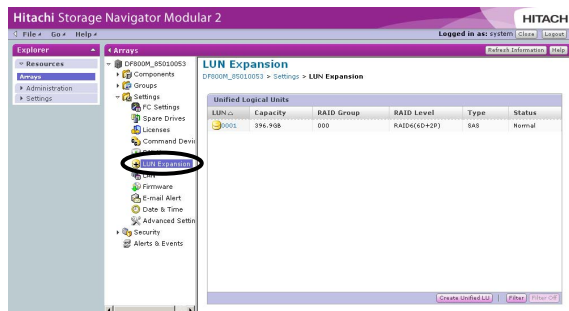 Hitachi Storage Navigator Modular 2
HITACH
File Go Help
Logged in as: system Close Logout
Explorer
Arrays
Refresh Information Help
Resources
Arrays
Administration
Settings
DF800M_85010053
Components
Groups
Settings
FC Settings
Spare Drives
Licenses
Command Devi
LUN Expansion
LAN
Firmware
E-mail Alert
Date & Time
Advanced Settin
Security
Alerts & Events
LUN Expansion
DF800M_85010053 > Settings > LUN Expansion
Unified Logical Units
LUN Capacity RAID Group RAID Level Type Status
0001 396.9GB 000 RAID6(6D+2P) SAS Normal
Create Unified LU | Filter Filter Off